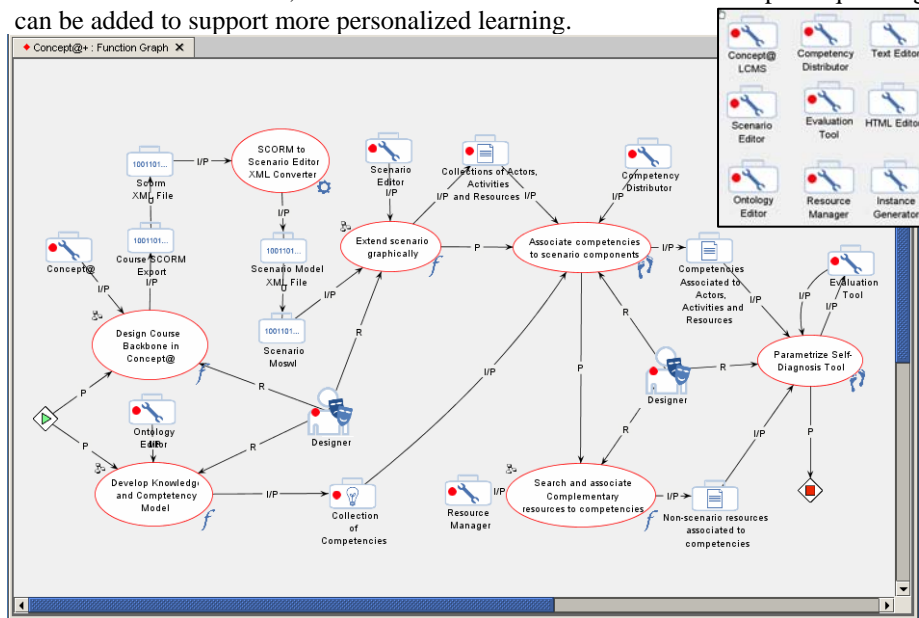 can be added to support more personalized learning.
Concept@+ : Function Graph X
Concept@
LCMS
Competency
Distributor
Text Editor
Scenario
Editor
Evaluation
Tool
HTML Editor
Ontology
Editor
Resource
Manager
Instance
Generator
1001101...
Scorm
XML File
I/P
SCORM to
Scenario Editor
XML Converter
Scenario
Editor
I/P
Collections of Actors,
Activities
and Resources
I/P
I/P
Competency
Distributor
I/P
I/P
1001101...
Course SCORM
Export
I/P
Concept@
I/P
1001101...
Scenario Model
XML File
Extend scenario
graphically
P
Associate competencies
to scenario components
I/P
Competencies
Associated to
Actors,
Activities and
Resources
Evaluation
Tool
I/P
I/P
I/P
I/P
1001101...
Scenario
Moswl
Design Course
Backbone in
Concept@
R
R
R
Designer
P
P
Ontology
Editor
I/P
R
I/P
P
R
Designer
R
Parametrize Self-
Diagnosis Tool
P
I/P
Develop Knowledge
and Comptetency
Model
I/P
Collection
of
Competencies
Resource
Manager
I/P
Search and associate
Complementary
resources to competencies
I/P
Non-scenario resources
associated to
competencies